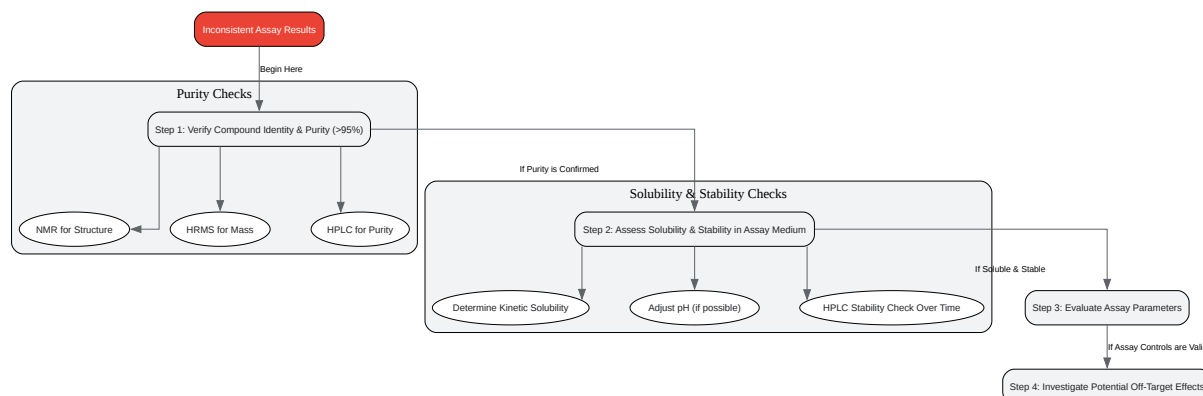 Inconsistent Assay Results
Begin Here
Purity Checks
Step 1: Verify Compound Identity & Purity (>95%)
If Purity is Confirmed
NMR for Structure
HRMS for Mass
HPLC for Purity
Solubility & Stability Checks
Step 2: Assess Solubility & Stability in Assay Medium
If Soluble & Stable
Determine Kinetic Solubility
Adjust pH (if possible)
HPLC Stability Check Over Time
Step 3: Evaluate Assay Parameters
If Assay Controls are Vali
Step 4: Investigate Potential Off-Target Effects